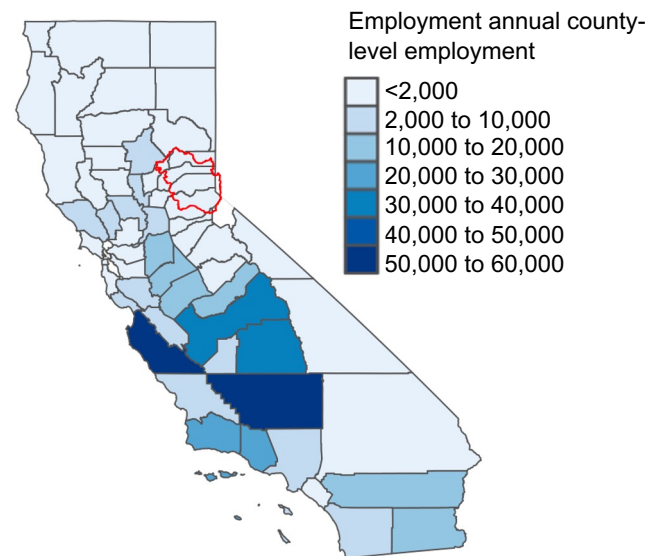 Employment annual county-
level employment
<2,000
2,000 to 10,000
10,000 to 20,000
20,000 to 30,000
30,000 to 40,000
40,000 to 50,000
50,000 to 60,000